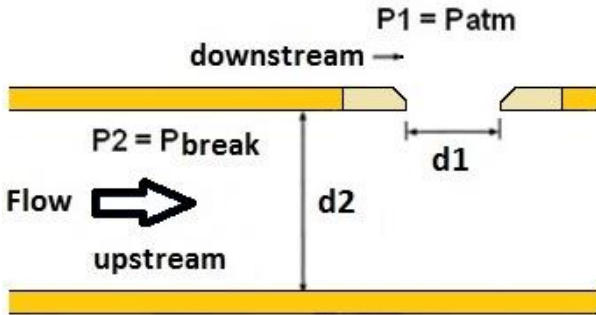 P1 = Patm
downstream
P2 = Pbreak
d1
Flow
d2
upstream